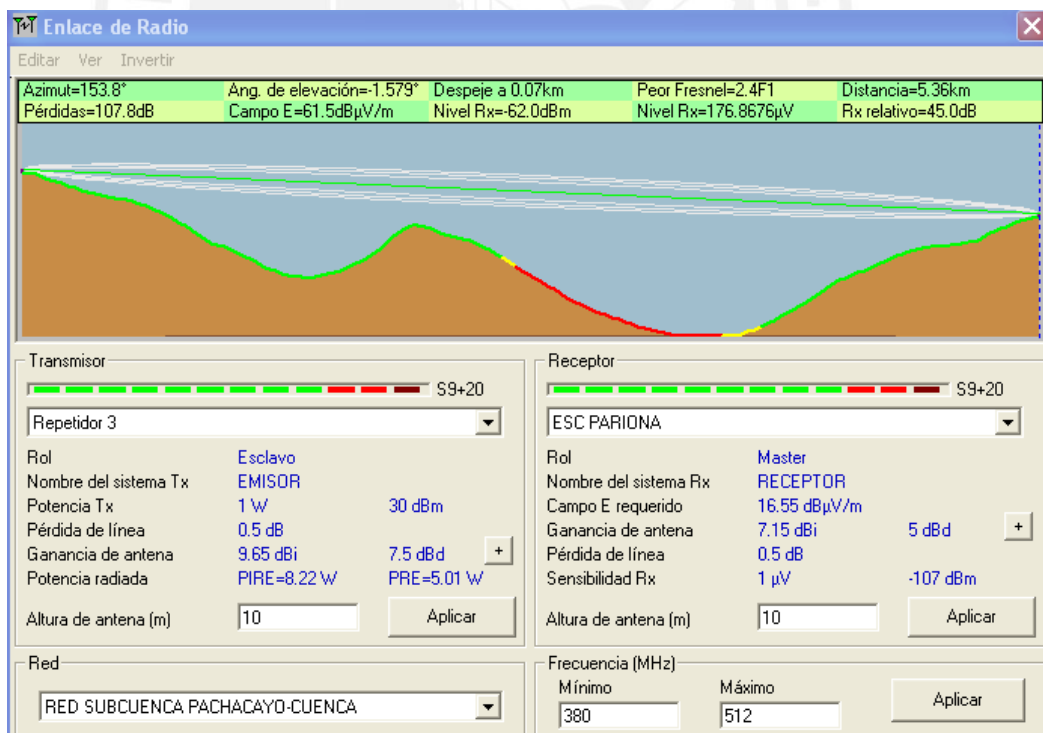 Enlace de Radio
Editar Ver Invertir
Azimut=153.8° Ang. de elevación=-1.579° Despeje a 0.07km Peor Fresnel=2.4F1 Distancia=5.36km
Pérdidas=107.8dB Campo E=61.5dBµV/m Nivel Rx=-62.0dBm Nivel Rx=176.8676µV Rx relativo=45.0dB
Transmisor
S9+20
Repetidor 3
Rol Esclavo
Nombre del sistema Tx EMISOR
Potencia Tx 1 W 30 dBm
Pérdida de línea 0.5 dB
Ganancia de antena 9.65 dBi 7.5 dBd +
Potencia radiada PIRE=8.22 W PRE=5.01 W
Altura de antena (m) 10 Aplicar
Receptor
S9+20
ESC PARIONA
Rol Master
Nombre del sistema Rx RECEPTOR
Campo E requerido 16.55 dBµV/m
Ganancia de antena 7.15 dBi 5 dBd +
Pérdida de línea 0.5 dB
Sensibilidad Rx 1 µV -107 dBm
Altura de antena (m) 10 Aplicar
Red
RED SUBCUENCA PACHACAYO-CUENCA
Frecuencia (MHz)
Mínimo Máximo
380 512 Aplicar